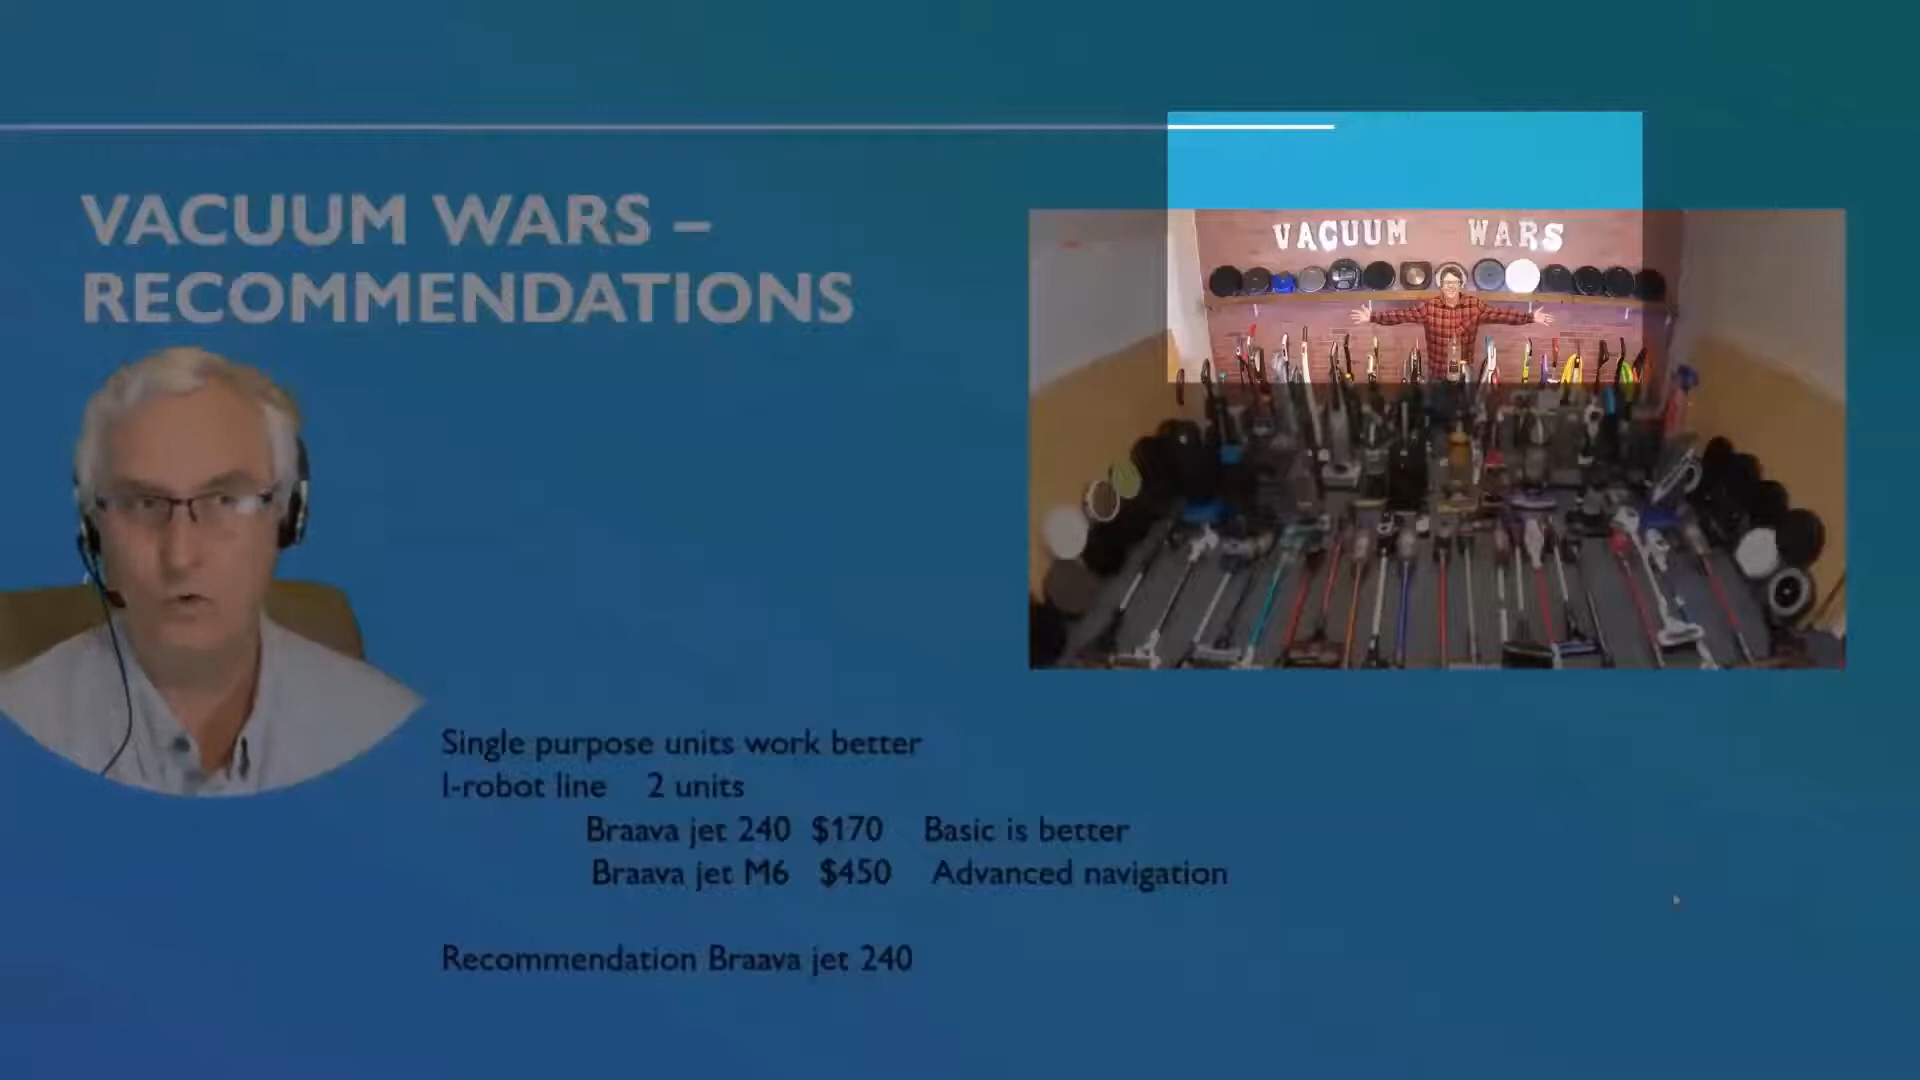 VACUUM WARS –
RECOMMENDATIONS
VACUUM WARS
Single purpose units work better
I-robot line 2 units
Braava jet 240 $170 Basic is better
Braava jet M6 $450 Advanced navigation
Recommendation Braava jet 240